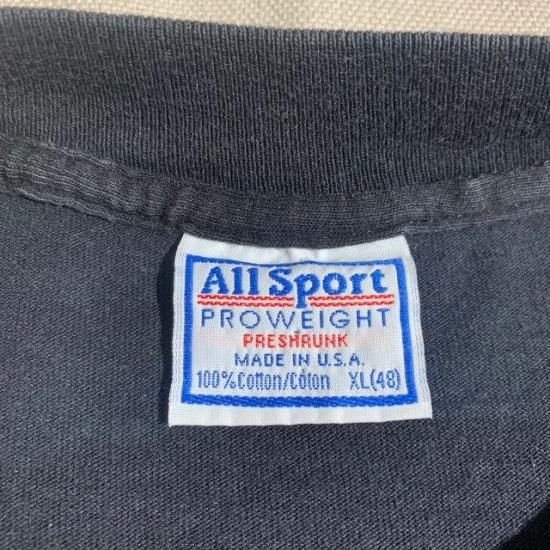 All Sport
PROWEIGHT
PRESHRUNK
MADE IN U.S.A.
100% Cotton/Coton XL(48)